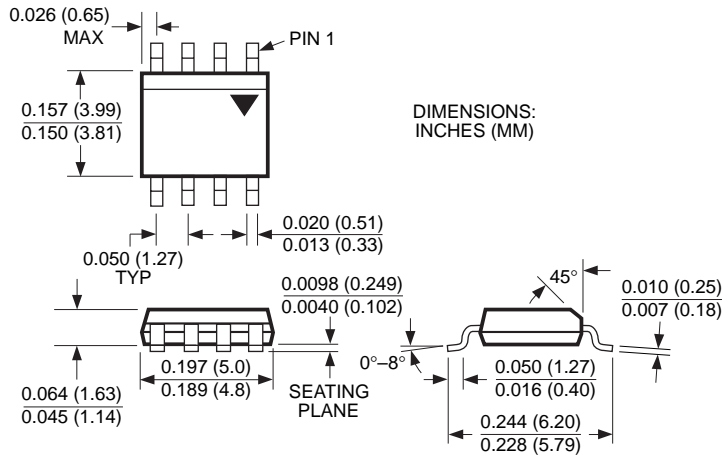 0.026 (0.65)
MAX
PIN 1
0.157 (3.99)
0.150 (3.81)
DIMENSIONS:
INCHES (MM)
0.020 (0.51)
0.013 (0.33)
0.050 (1.27)
TYP
0.0098 (0.249)
0.0040 (0.102)
45°
0.010 (0.25)
0.007 (0.18)
0°–8°
0.064 (1.63)
0.045 (1.14)
0.197 (5.0)
0.189 (4.8)
SEATING
PLANE
0.050 (1.27)
0.016 (0.40)
0.244 (6.20)
0.228 (5.79)